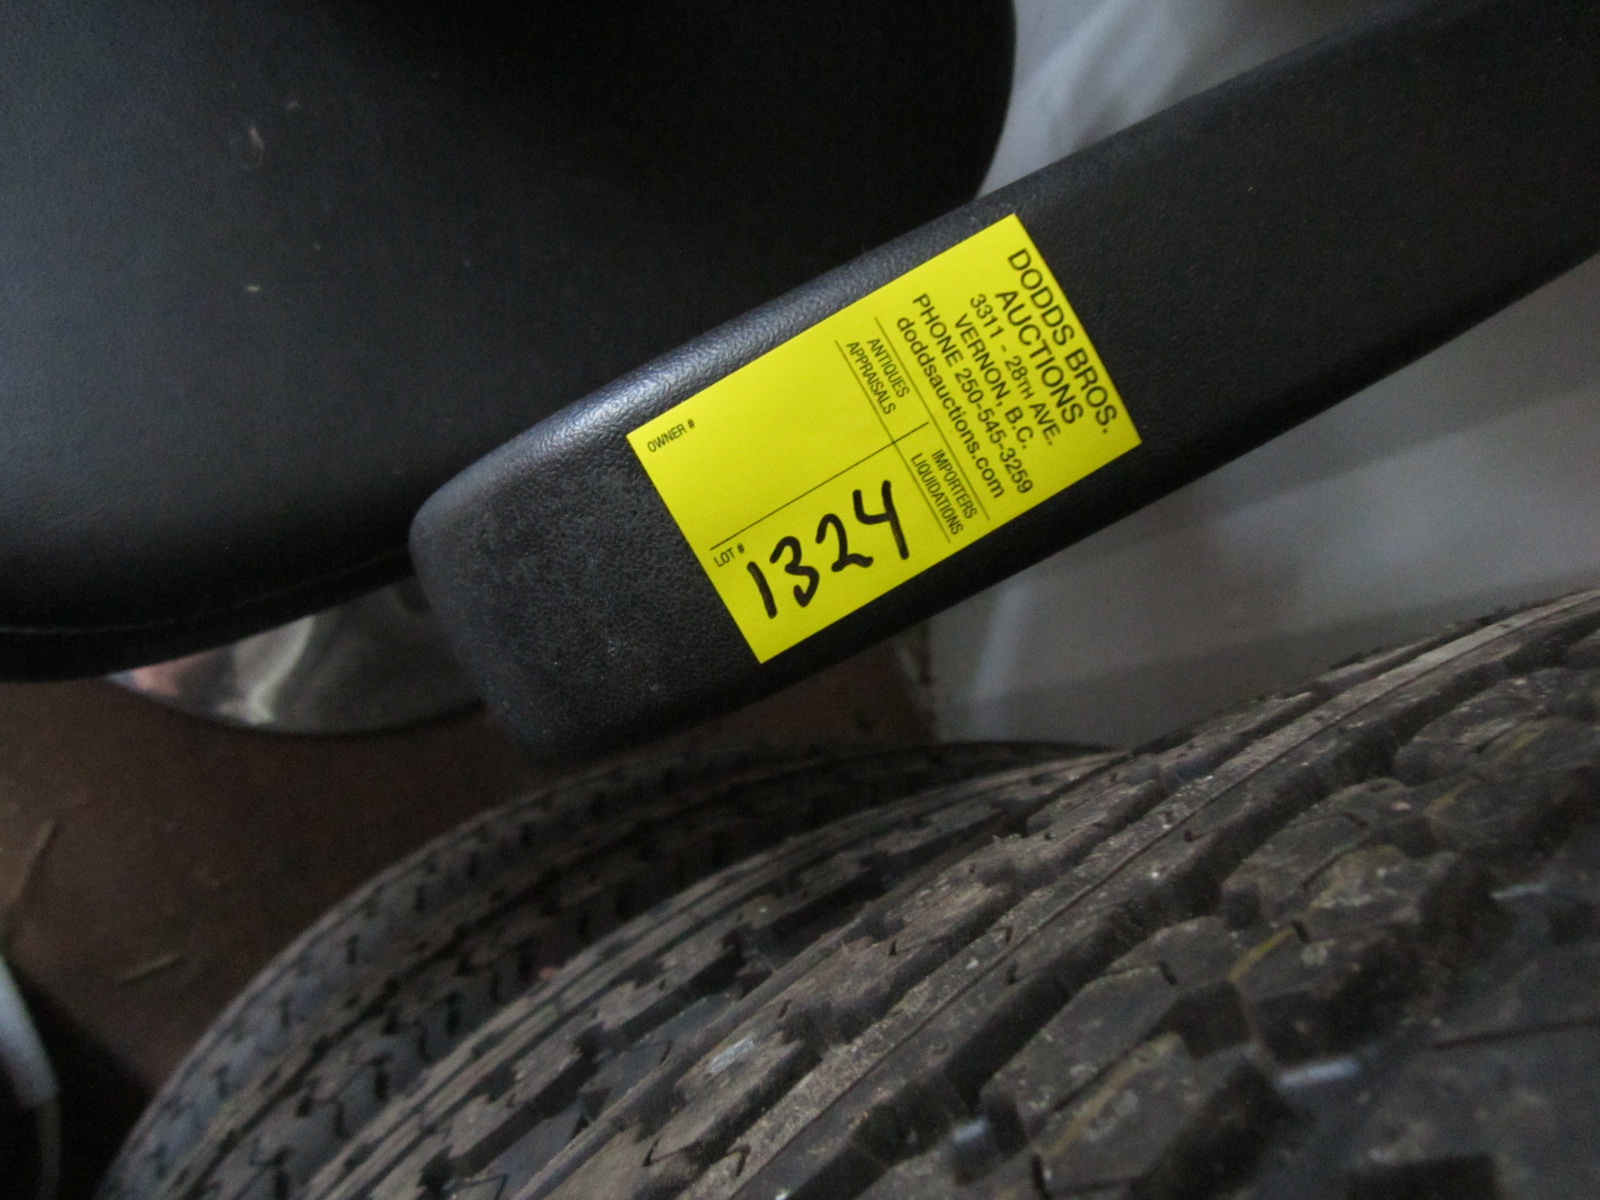 DODDS BROS.
AUCTIONS
3311 - 28TH AVE.
VERNON, B.C.
PHONE 250-545-3259
doddsauctions.com
ANTIQUES
APPRAISALS
IMPORTERS
LIQUIDATIONS
OWNER #
LOT #
1324